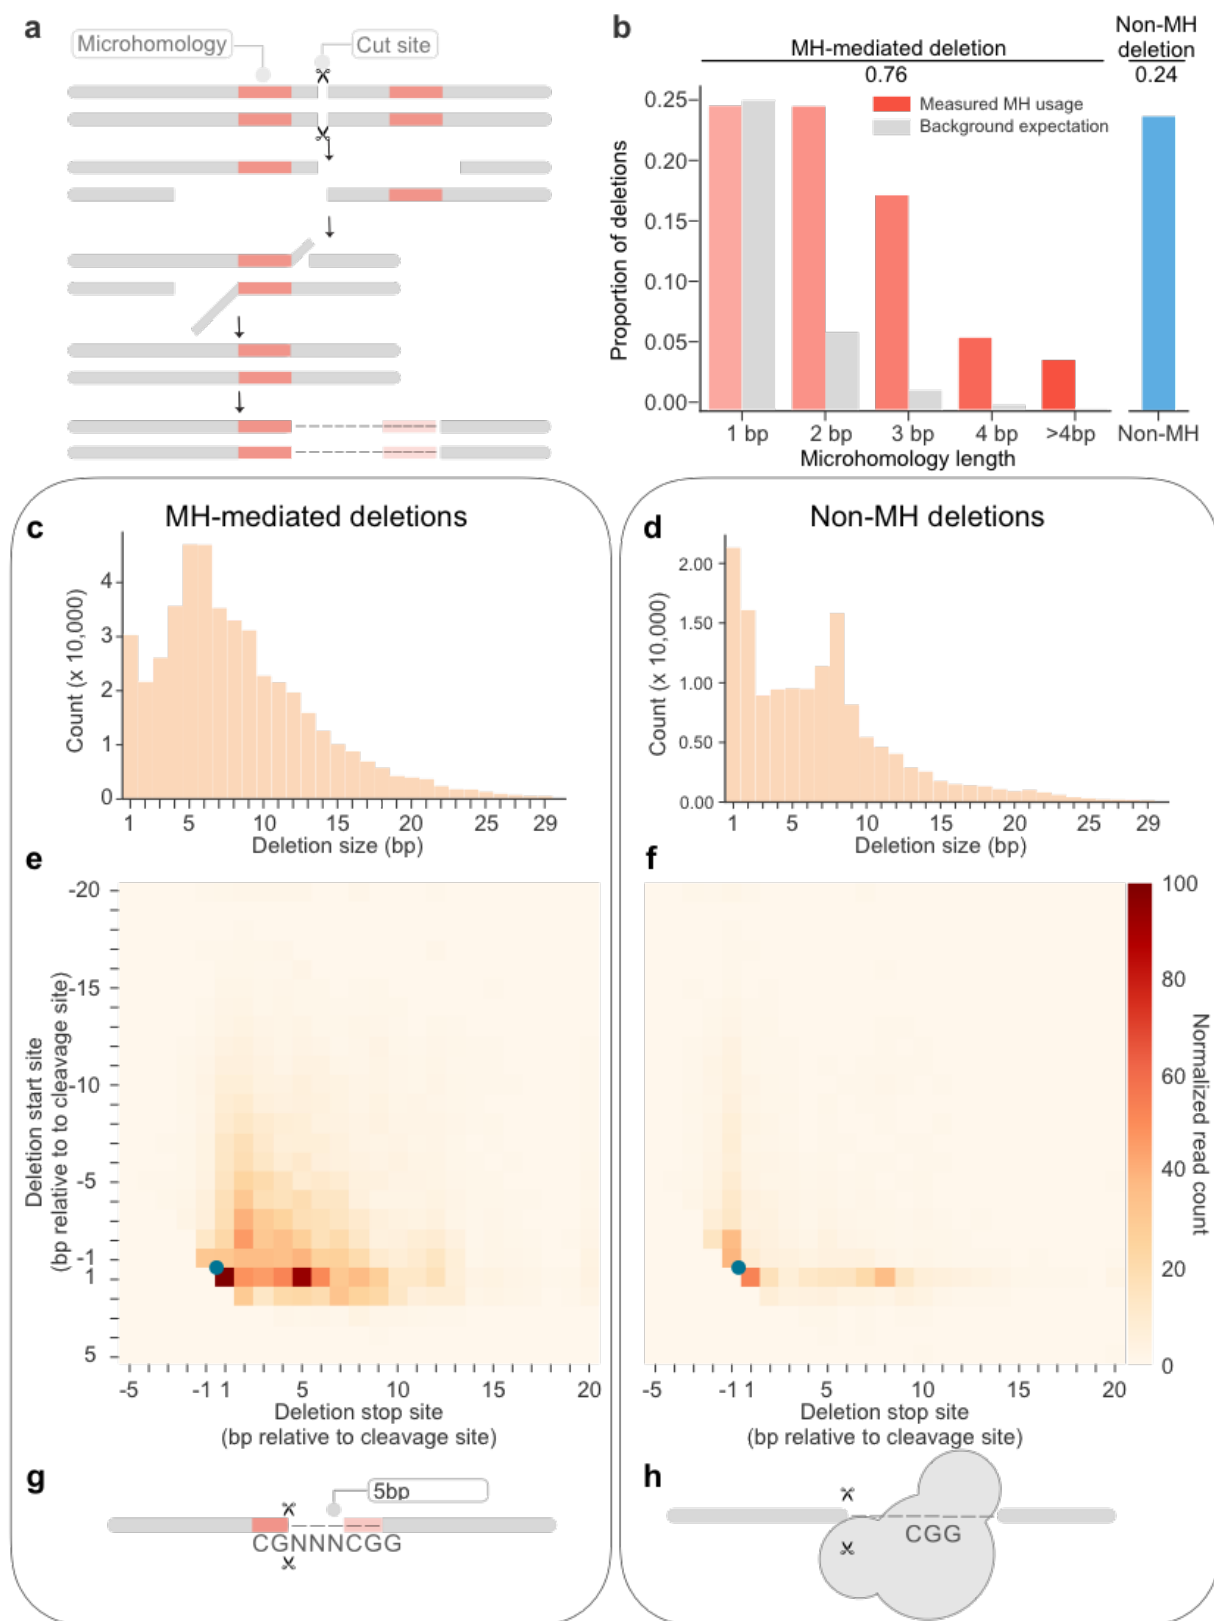 a
Microhomology
Cut site
b
MH-mediated deletion
0.76
Non-MH
deletion
0.24
Measured MH usage
Background expectation
Proportion of deletions
0.25
0.20
0.15
0.10
0.05
0.00
1 bp 2 bp 3 bp 4 bp >4bp Non-MH
Microhomology length
c
MH-mediated deletions
Count (x 10,000)
4
3
2
1
0
1 5 10 15 20 25 29
Deletion size (bp)
d
Non-MH deletions
Count (x 10,000)
2.00
1.50
1.00
0.50
0.00
1 5 10 15 20 25 29
Deletion size (bp)
e
Deletion start site
(bp relative to to cleavage site)
-20
-15
-10
-5
-1
1
5
-5 -1 1 5 10 15 20
Deletion stop site
(bp relative to cleavage site)
f
100
80
60
40
20
0
Normalized read count
-5 -1 1 5 10 15 20
Deletion stop site
(bp relative to cleavage site)
g
5bp
CGNNNCGG
h
CGG